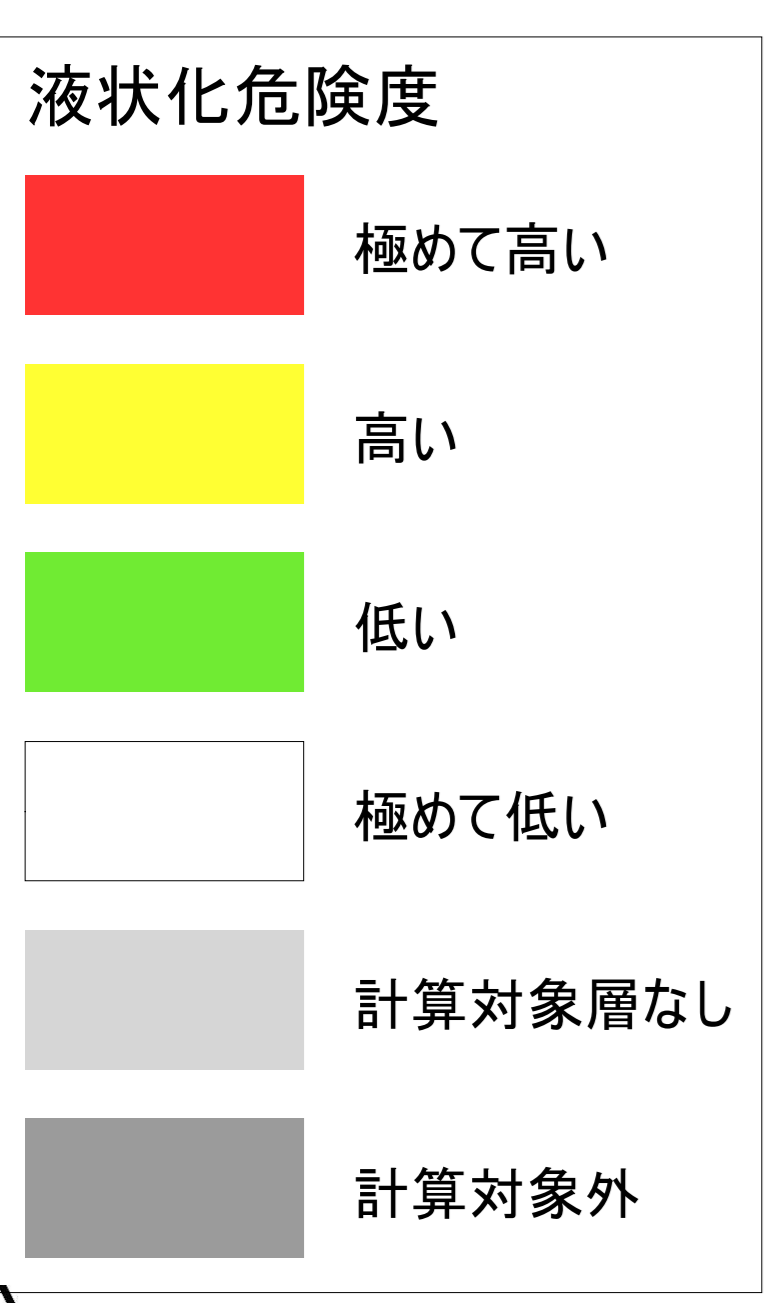 液状化危険度
極めて高い
高い
低い
極めて低い
計算対象層なし
計算対象外